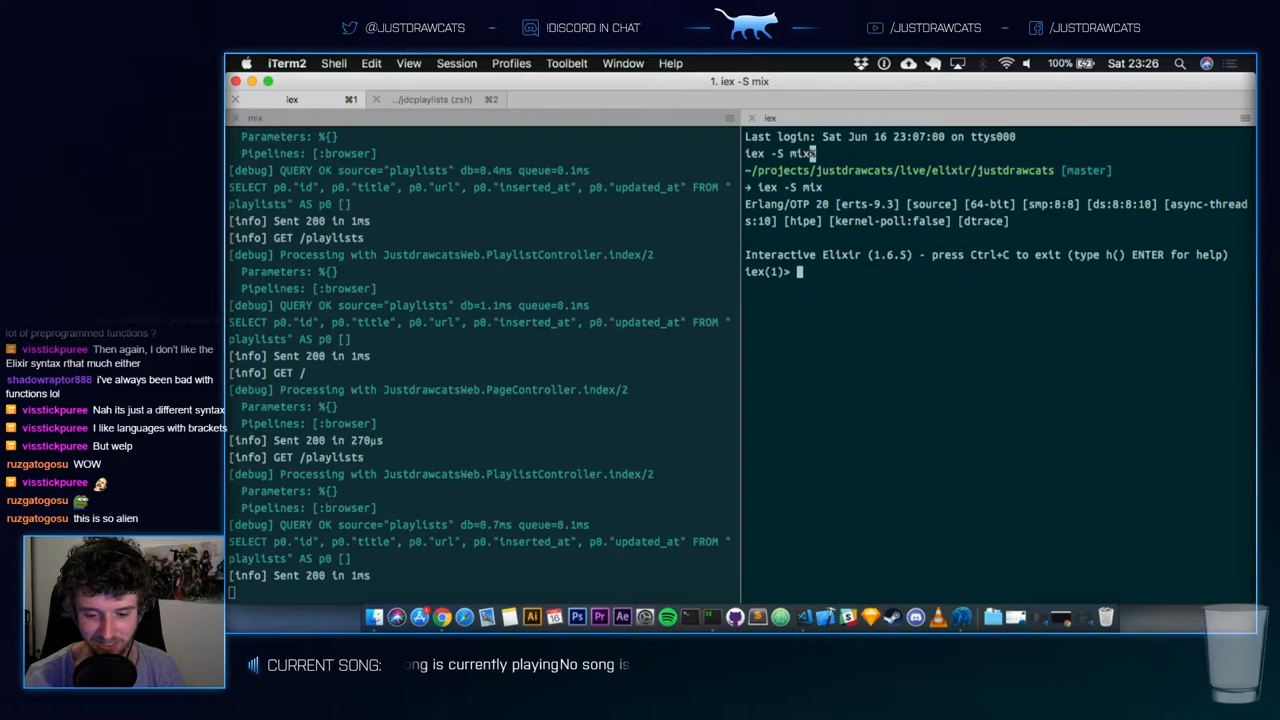 @JUSTDRAWCATS
!DISCORD IN CHAT
/JUSTDRAWCATS
/JUSTDRAWCATS
iTerm2 Shell Edit View Session Profiles Toolbelt Window Help
100% Sat 23:26
1. iex -S mix
iex ⌘1
.../jdcplaylists (zsh) ⌘2
mix
Parameters: %{}
Pipelines: [:browser]
[debug] QUERY OK source="playlists" db=0.4ms queue=0.1ms
SELECT p0."id", p0."title", p0."url", p0."inserted_at", p0."updated_at" FROM "
playlists" AS p0 []
[info] Sent 200 in 1ms
[info] GET /playlists
[debug] Processing with JustdrawcatsWeb.PlaylistController.index/2
Parameters: %{}
Pipelines: [:browser]
[debug] QUERY OK source="playlists" db=1.1ms queue=0.1ms
SELECT p0."id", p0."title", p0."url", p0."inserted_at", p0."updated_at" FROM "
playlists" AS p0 []
[info] Sent 200 in 1ms
[info] GET /
[debug] Processing with JustdrawcatsWeb.PageController.index/2
Parameters: %{}
Pipelines: [:browser]
[info] Sent 200 in 270µs
[info] GET /playlists
[debug] Processing with JustdrawcatsWeb.PlaylistController.index/2
Parameters: %{}
Pipelines: [:browser]
[debug] QUERY OK source="playlists" db=0.7ms queue=0.1ms
SELECT p0."id", p0."title", p0."url", p0."inserted_at", p0."updated_at" FROM "
playlists" AS p0 []
[info] Sent 200 in 1ms
iex
Last login: Sat Jun 16 23:07:00 on ttys000
iex -S mix%
~/projects/justdrawcats/live/elixir/justdrawcats [master]
→ iex -S mix
Erlang/OTP 20 [erts-9.3] [source] [64-bit] [smp:8:8] [ds:8:8:10] [async-thread
s:10] [hipe] [kernel-poll:false] [dtrace]
Interactive Elixir (1.6.5) - press Ctrl+C to exit (type h() ENTER for help)
iex(1)>
lot of preprogrammed functions ?
visstickpuree Then again, I don't like the
Elixir syntax rthat much either
shadowraptor888 i've always been bad with
functions lol
visstickpuree Nah its just a different syntax
visstickpuree I like languages with brackets
visstickpuree But welp
ruzgatogosu WOW
visstickpuree
ruzgatogosu
ruzgatogosu this is so alien
CURRENT SONG: ong is currently playingNo song is